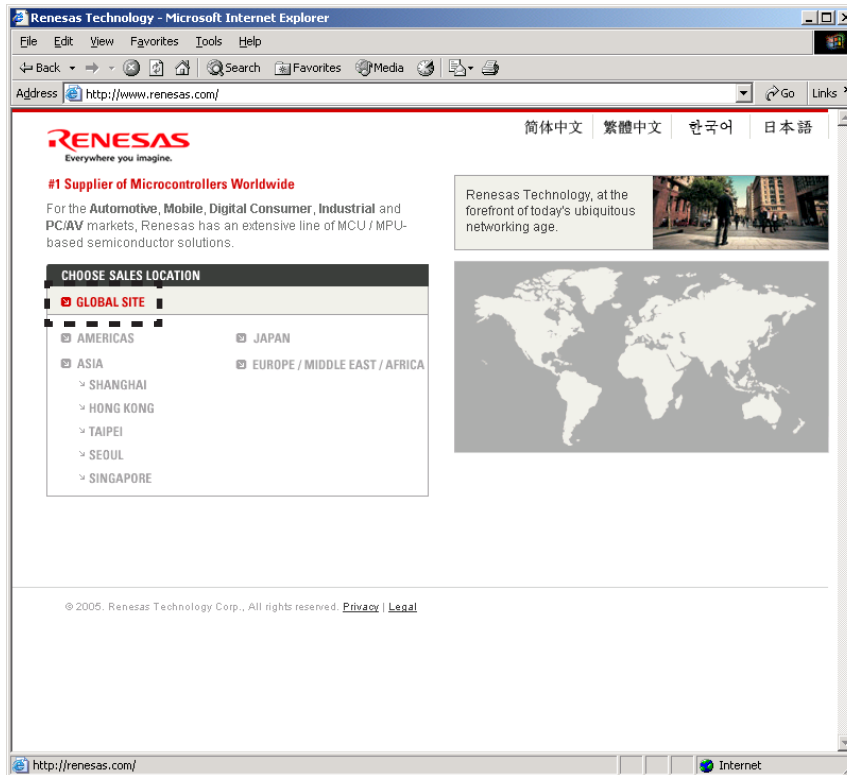 Renesas Technology - Microsoft Internet Explorer
File Edit View Favorites Tools Help
Back Search Favorites Media
Address http://www.renesas.com/ Go Links
简体中文 繁體中文 한국어 日本語
RENESAS
Everywhere you imagine.
#1 Supplier of Microcontrollers Worldwide
For the Automotive, Mobile, Digital Consumer, Industrial and
PC/AV markets, Renesas has an extensive line of MCU / MPU-
based semiconductor solutions.
Renesas Technology, at the
forefront of today's ubiquitous
networking age.
CHOOSE SALES LOCATION
GLOBAL SITE
AMERICAS JAPAN
ASIA EUROPE / MIDDLE EAST / AFRICA
SHANGHAI
HONG KONG
TAIPEI
SEOUL
SINGAPORE
© 2005. Renesas Technology Corp., All rights reserved. Privacy | Legal
http://renesas.com/ Internet